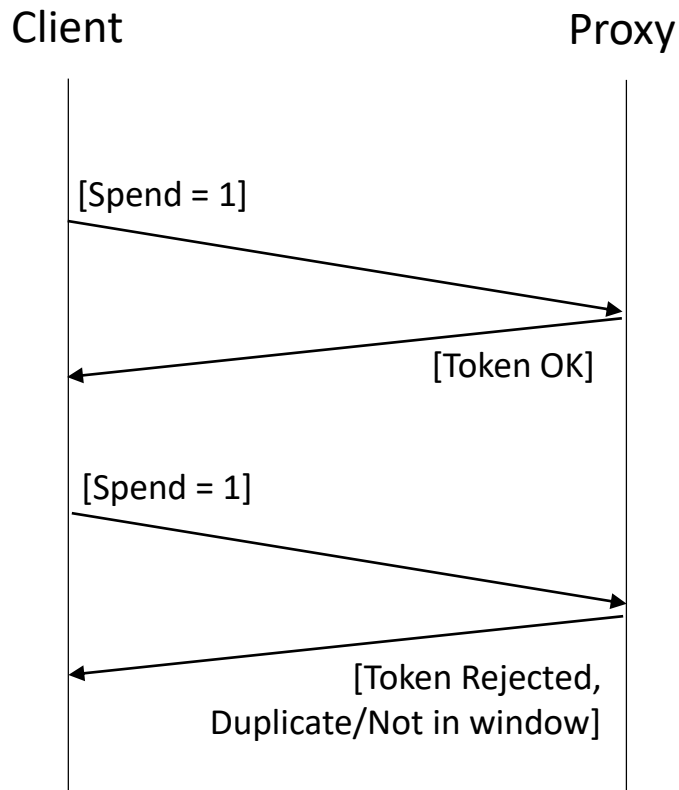 Client
Proxy
[Spend = 1]
[Token OK]
[Spend = 1]
[Token Rejected,
Duplicate/Not in window]